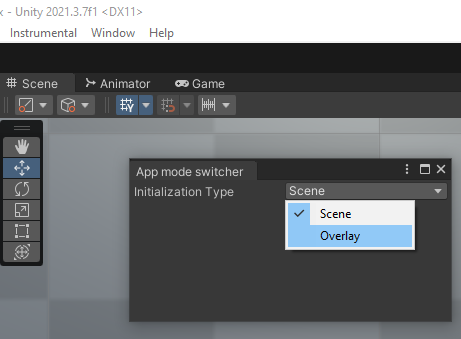 x - Unity 2021.3.7f1 <DX11>
Instrumental Window Help
Scene Animator Game
App mode switcher
Initialization Type Scene
Scene
Overlay